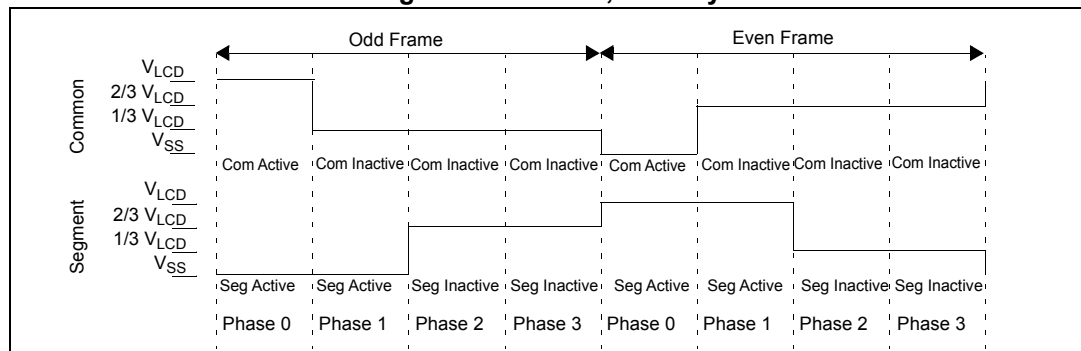 Odd Frame Even Frame
Common
VLCD
2/3 VLCD
1/3 VLCD
VSS
Com Active Com Inactive Com Inactive Com Inactive Com Active Com Inactive Com Inactive Com Inactive
Segment
VLCD
2/3 VLCD
1/3 VLCD
VSS
Seg Active Seg Active Seg Inactive Seg Inactive Seg Active Seg Active Seg Inactive Seg Inactive
Phase 0 Phase 1 Phase 2 Phase 3 Phase 0 Phase 1 Phase 2 Phase 3